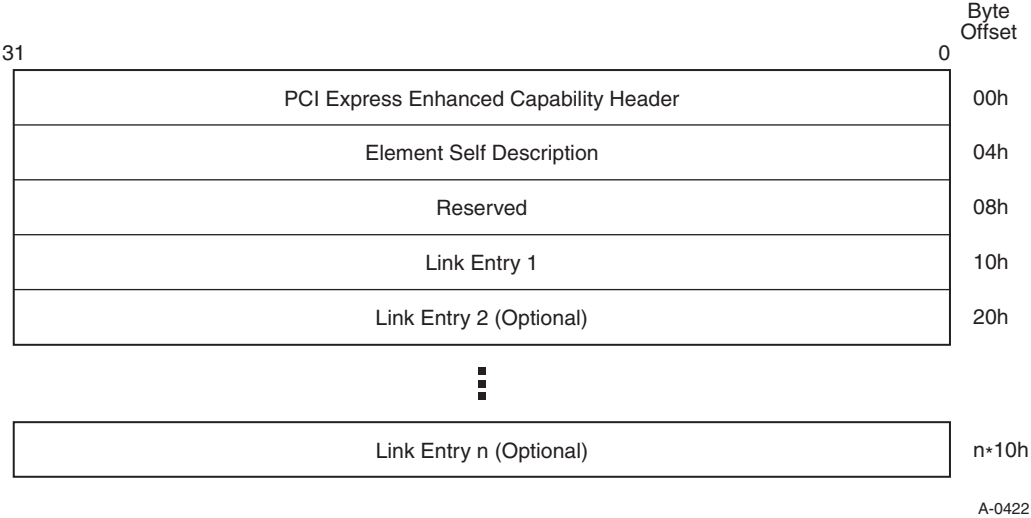 Byte
Offset
31 0
PCI Express Enhanced Capability Header 00h
Element Self Description 04h
Reserved 08h
Link Entry 1 10h
Link Entry 2 (Optional) 20h
Link Entry n (Optional) n*10h
A-0422